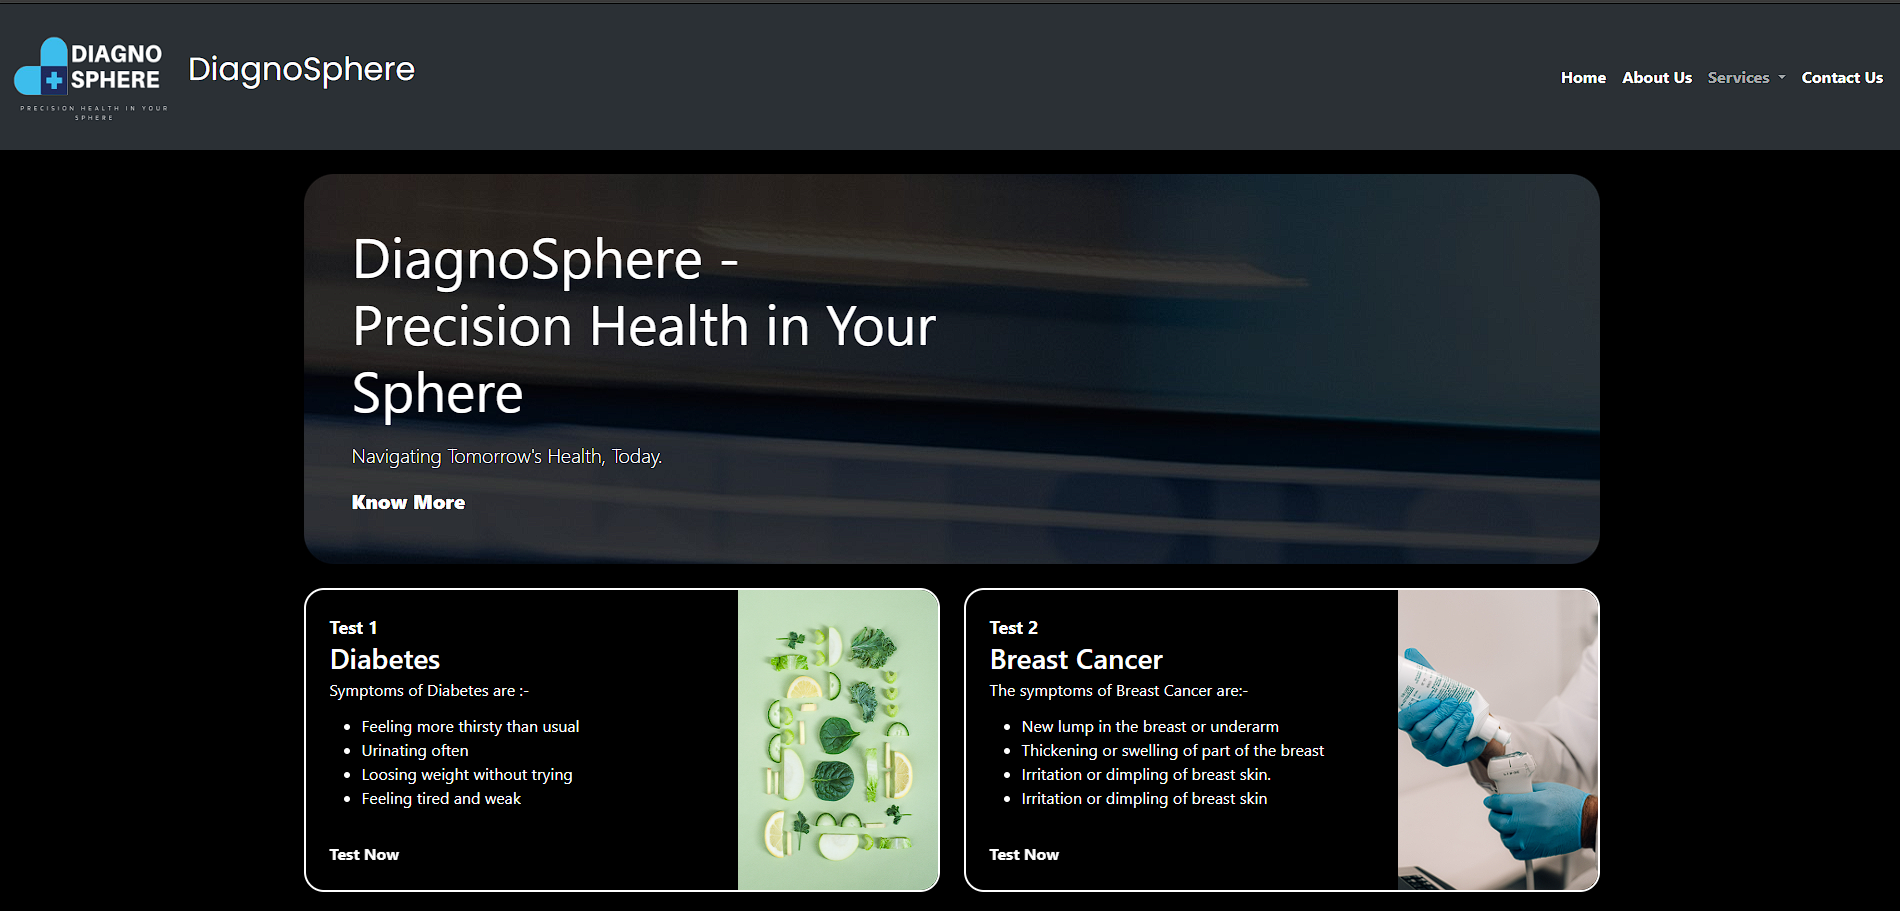 DIAGNO
SPHERE
PRECISION HEALTH IN YOUR
SPHERE
DiagnoSphere
Home About Us Services Contact Us
DiagnoSphere -
Precision Health in Your
Sphere
Navigating Tomorrow's Health, Today.
Know More
Test 1
Diabetes
Symptoms of Diabetes are :-
Feeling more thirsty than usual
Urinating often
Loosing weight without trying
Feeling tired and weak
Test Now
Test 2
Breast Cancer
The symptoms of Breast Cancer are:-
New lump in the breast or underarm
Thickening or swelling of part of the breast
Irritation or dimpling of breast skin.
Irritation or dimpling of breast skin
Test Now